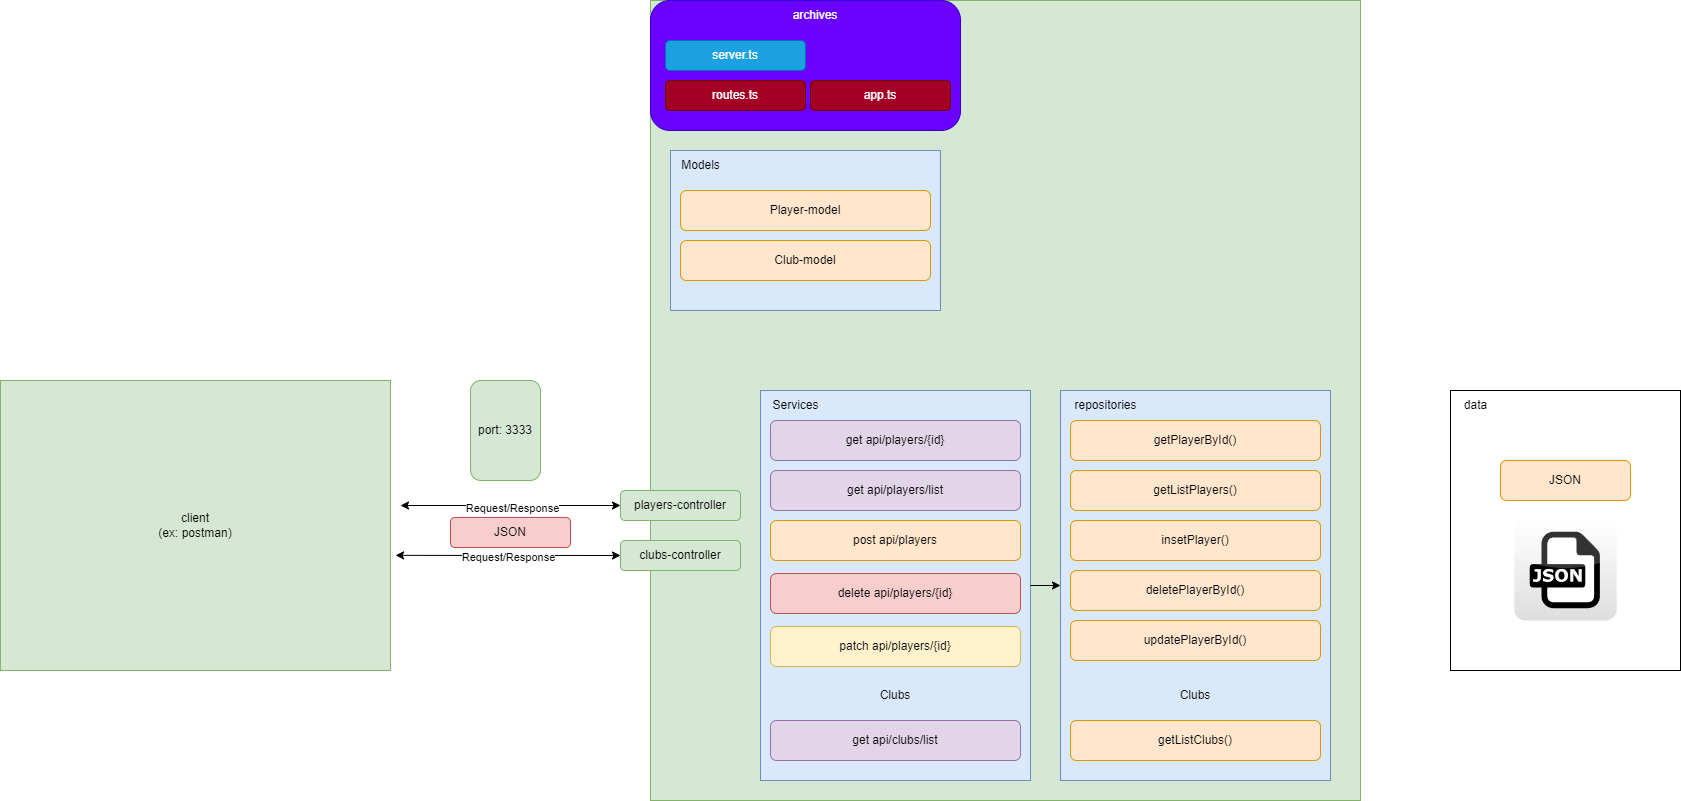 archives
server.ts
routes.ts
app.ts
Models
Player-model
Club-model
client
(ex: postman)
port: 3333
Request/Response
JSON
Request/Response
players-controller
clubs-controller
Services
get api/players/{id}
get api/players/list
post api/players
delete api/players/{id}
patch api/players/{id}
Clubs
get api/clubs/list
repositories
getPlayerById()
getListPlayers()
insetPlayer()
deletePlayerById()
updatePlayerById()
Clubs
getListClubs()
data
JSON
JSON